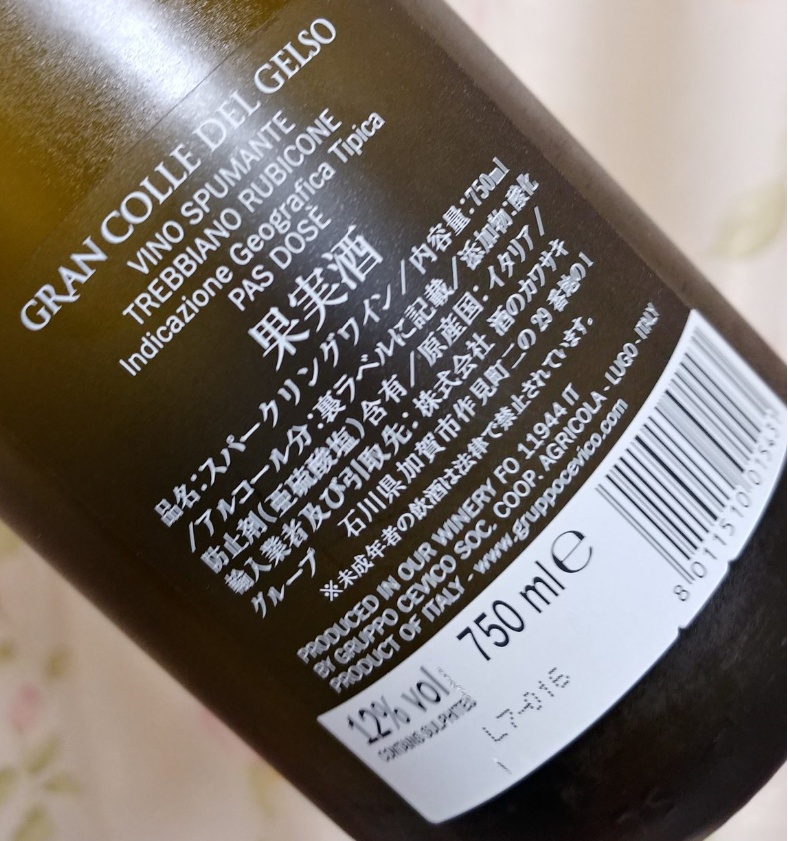 GRAN COLLE DEL GELSO
VINO SPUMANTE
TREBBIANO RUBICONE
Indicazione Geografica Tipica
PAS DOSÈ
果実酒
品名:スパークリングワイン/内容量:750ml
/アルコール分:裏ラベルに記載/添加物:酸化
防止剤(亜硫酸塩)含有/原産国:イタリア/
輸入業者及び引取先:株式会社 酒のカワサキ
グループ 石川県加賀市作見町二の29番地の1
※未成年者の飲酒は法律で禁止されています。
PRODUCED IN OUR WINERY FO 11944 IT
BY GRUPPO CEVICO SOC. COOP. AGRICOLA - LUGO - ITALY
PRODUCT OF ITALY - www.gruppocevico.com
12% vol
750 ml e
CONTAINS SULPHITES
L7-016
8 011510 01543